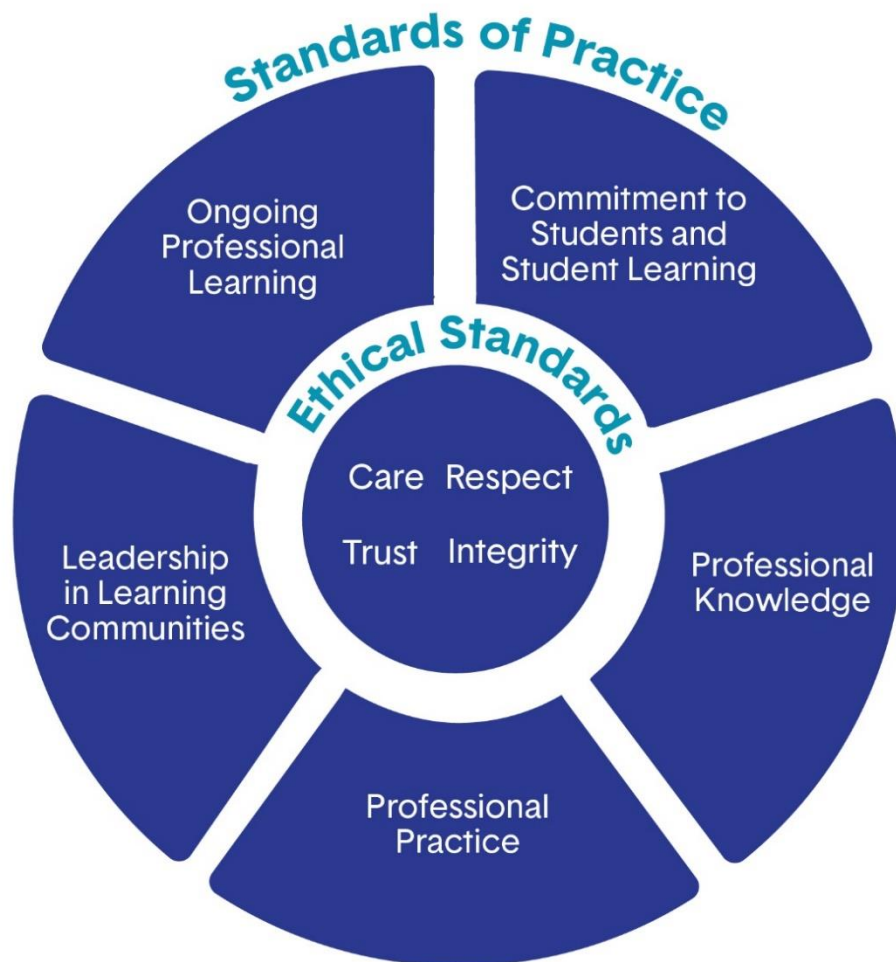 Standards of Practice
Commitment to
Students and
Student Learning
Professional
Knowledge
Professional
Practice
Leadership
in Learning
Communities
Ongoing
Professional
Learning
Ethical Standards
Care Respect
Trust Integrity